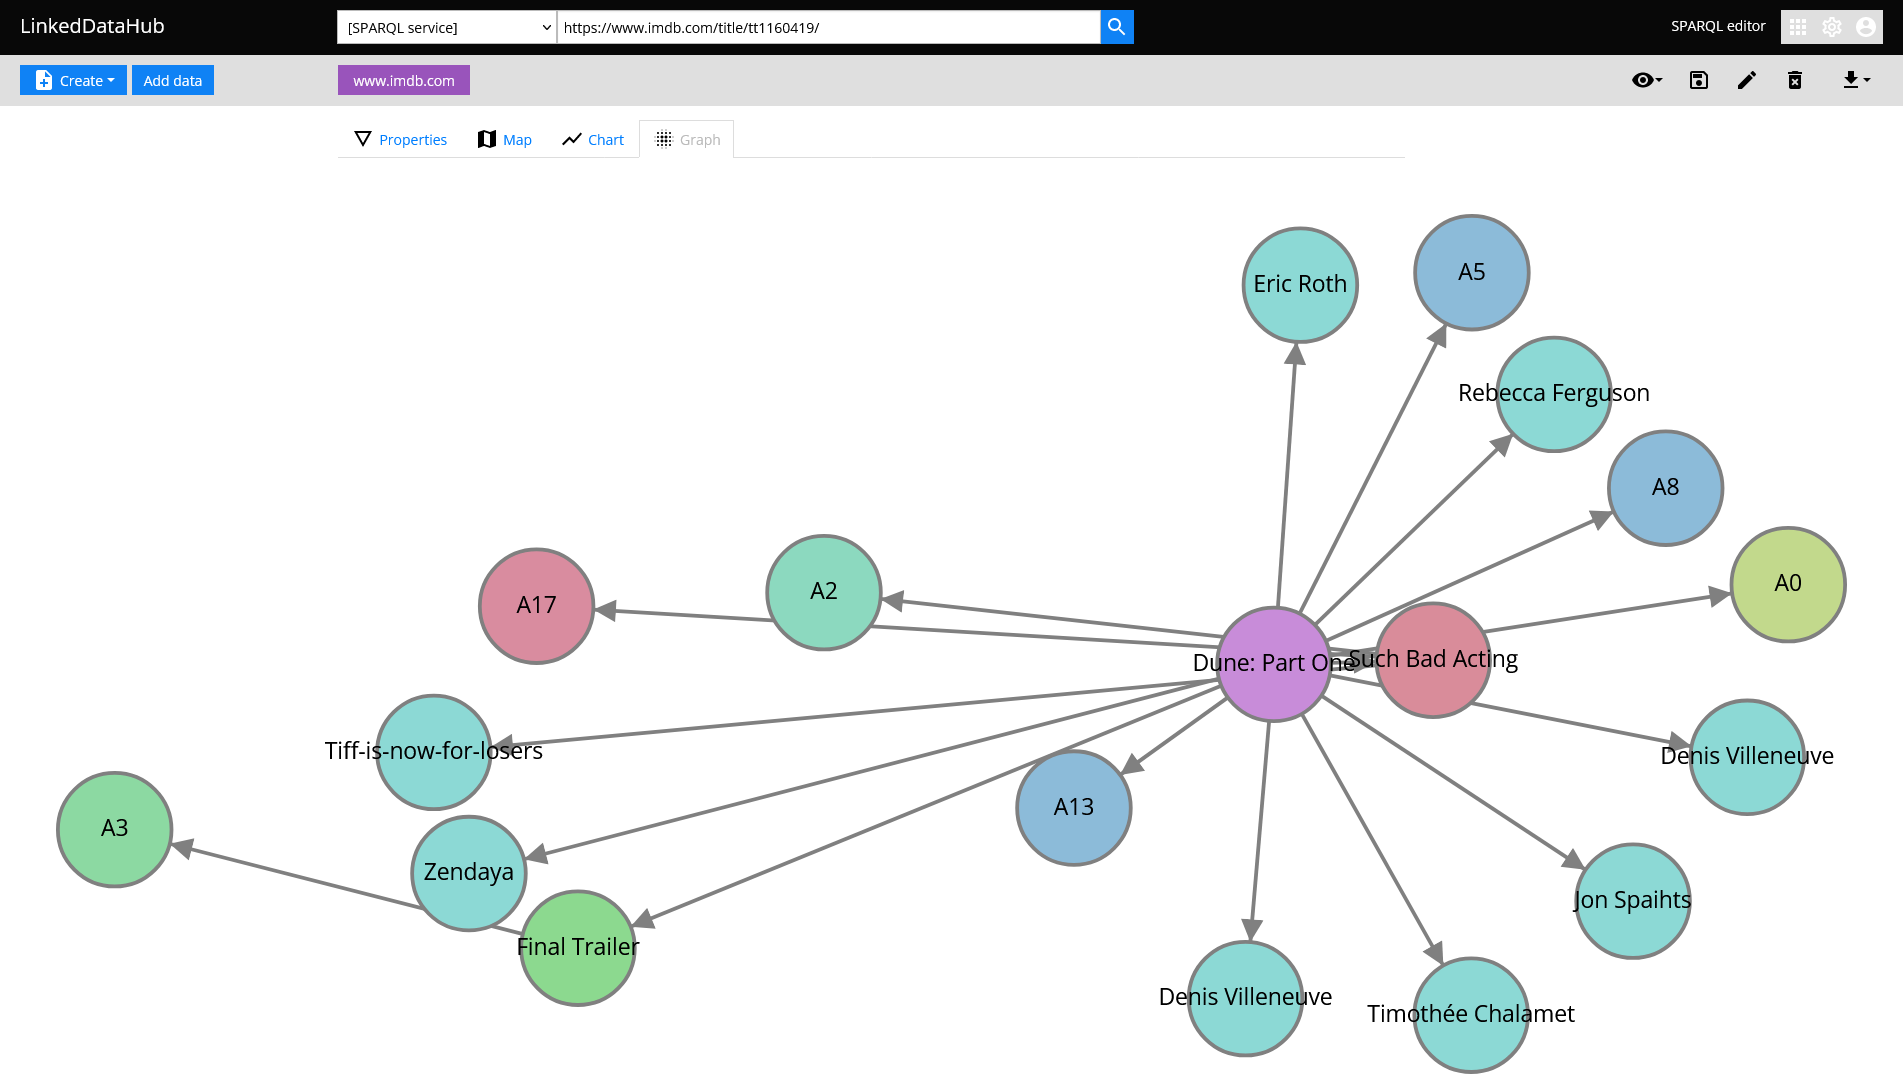 LinkedDataHub
[SPARQL service]
https://www.imdb.com/title/tt1160419/
SPARQL editor
Create
Add data
www.imdb.com
Properties
Map
Chart
Graph
Eric Roth
A5
Rebecca Ferguson
A8
A0
A2
A17
Dune: Part One
Such Bad Acting
Tiff-is-now-for-losers
Denis Villeneuve
A13
A3
Zendaya
Jon Spaihts
Final Trailer
Denis Villeneuve
Timothée Chalamet